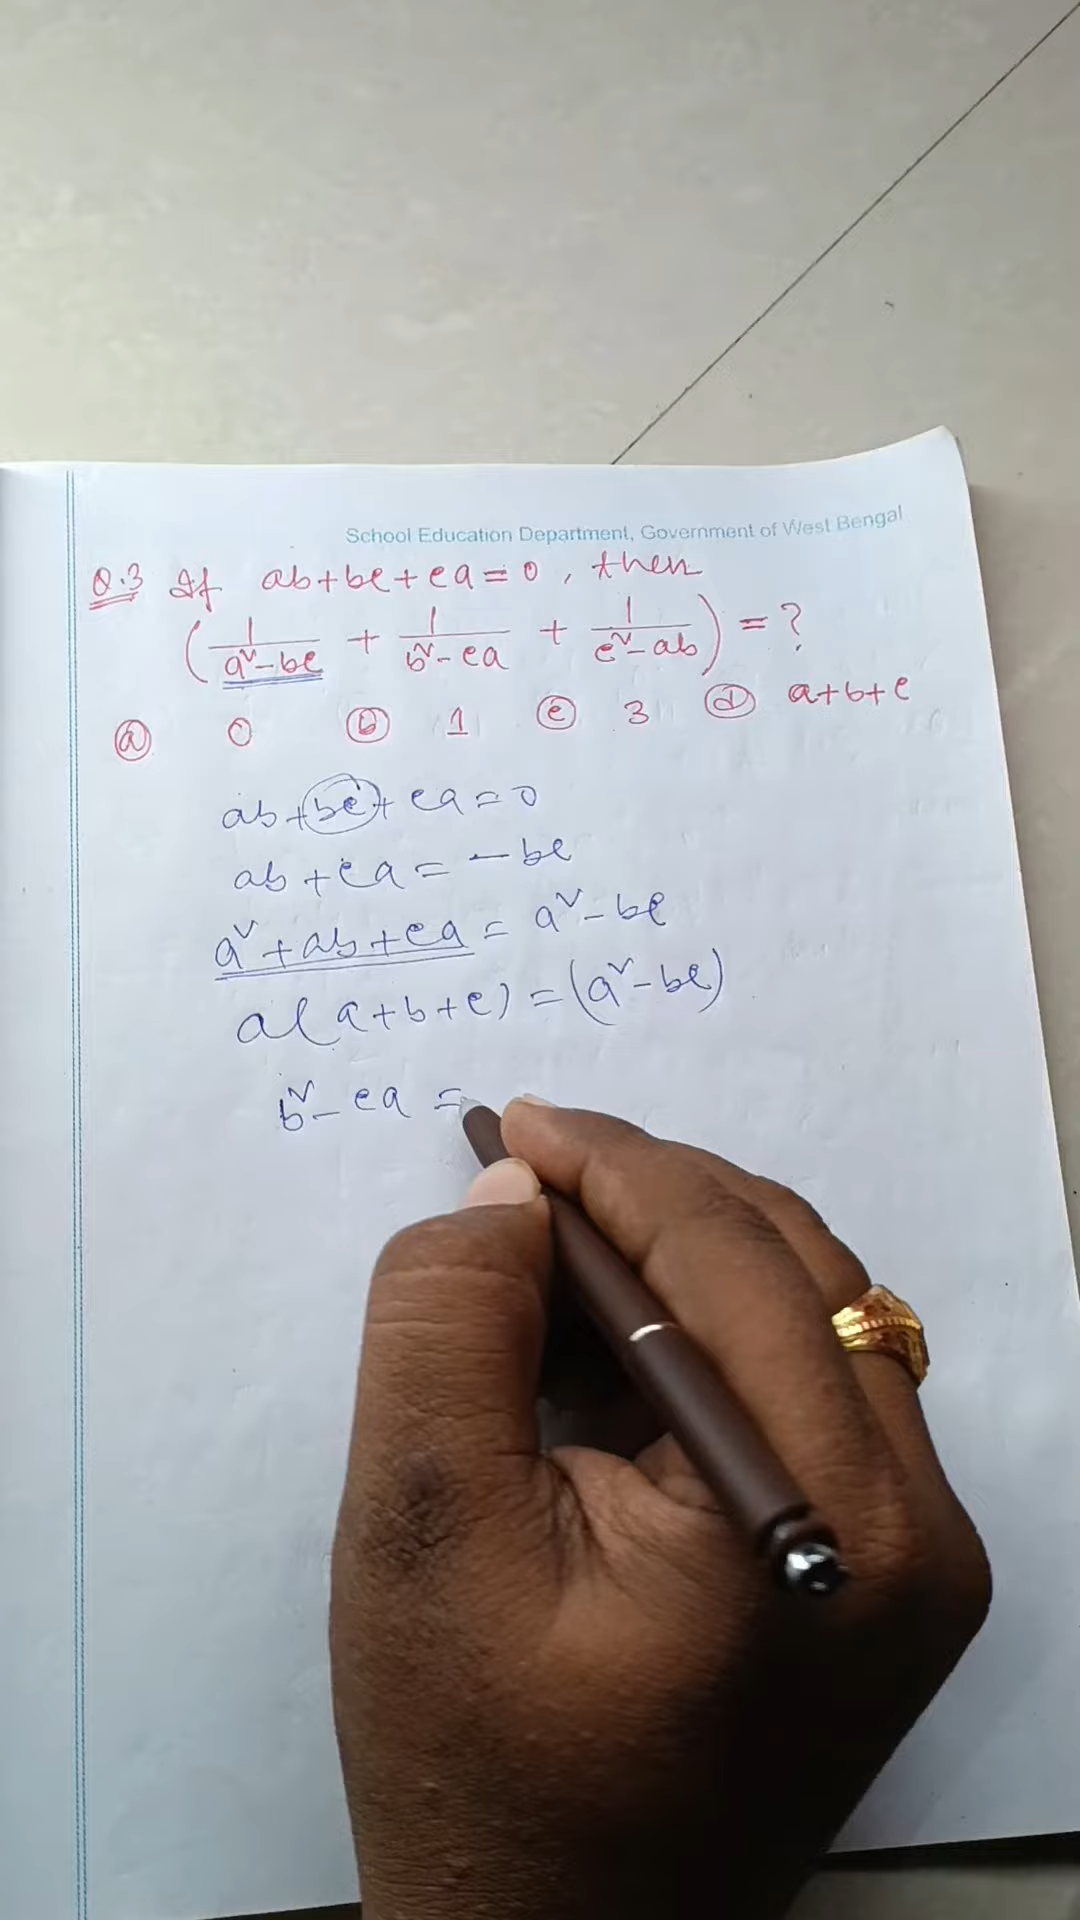 School Education Department, Government of West Bengal
Q.3 If ab+bc+ca=0, then
(1/(a²-bc) + 1/(b²-ca) + 1/(c²-ab)) = ?
(a) 0 (b) 1 (c) 3 (d) a+b+c
ab+bc+ca=0
ab+ca=-bc
a²+ab+ca=a²-bc
a(a+b+c)=(a²-bc)
b²-ca=